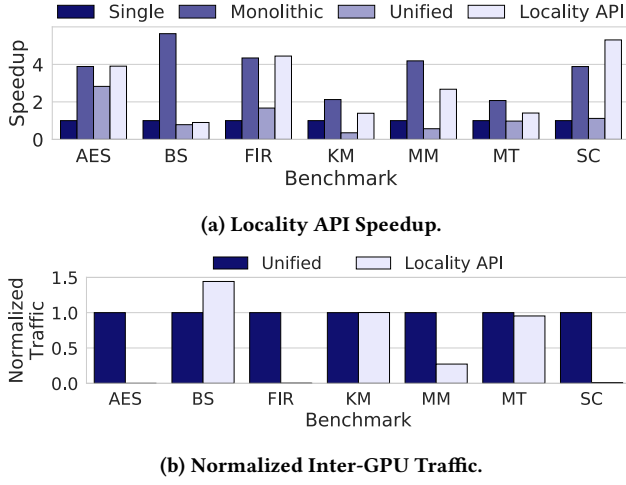 Single Monolithic Unified Locality API
Speedup
4
2
0
AES BS FIR KM MM MT SC
Benchmark
(a) Locality API Speedup.
Unified Locality API
Normalized
Traffic
1.5
1.0
0.5
0.0
AES BS FIR KM MM MT SC
Benchmark
(b) Normalized Inter-GPU Traffic.